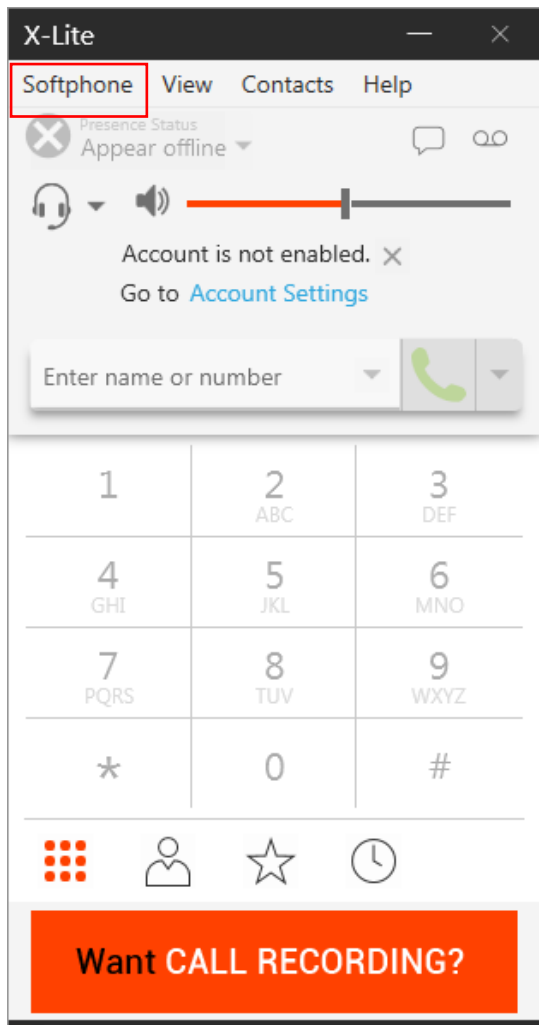 X-Lite
Softphone View Contacts Help
Presence Status
Appear offline
Account is not enabled.
Go to Account Settings
Enter name or number
1 2 3
ABC DEF
4 5 6
GHI JKL MNO
7 8 9
PQRS TUV WXYZ
* 0 #
Want CALL RECORDING?